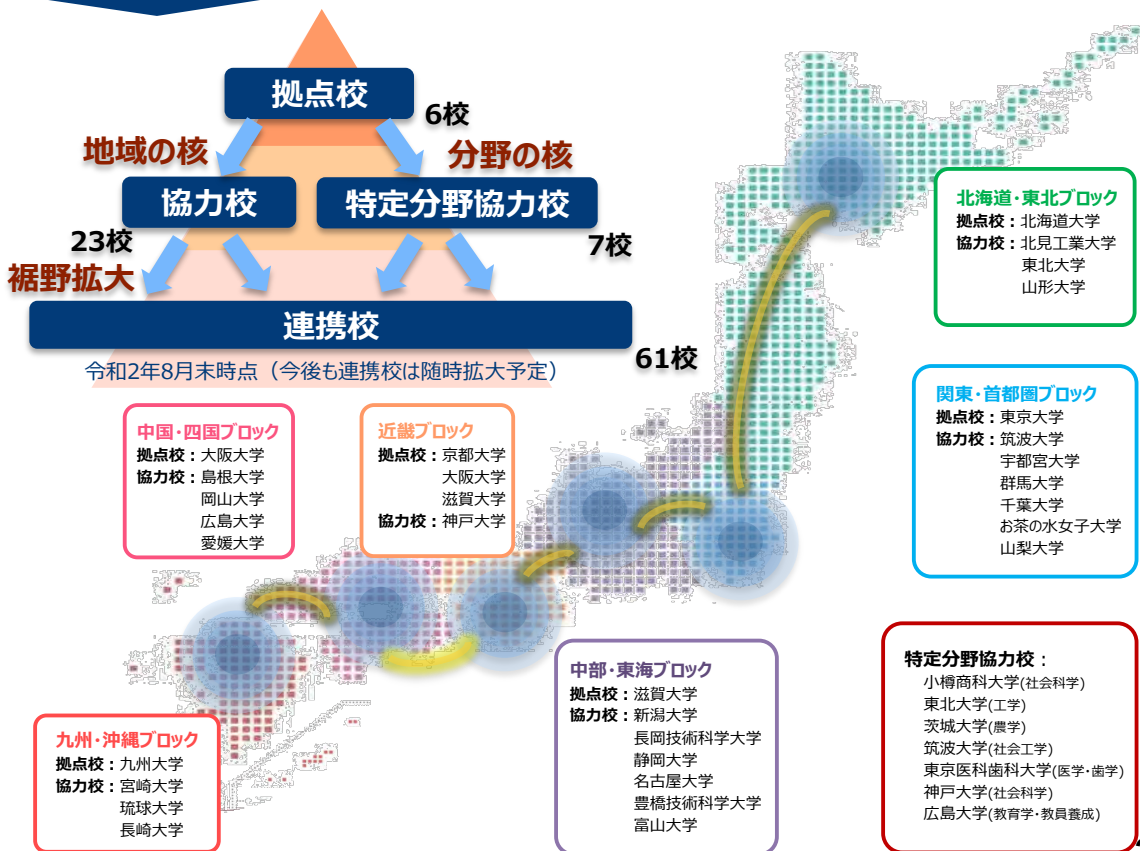 拠点校
6校
地域の核
分野の核
協力校
特定分野協力校
23校
7校
裾野拡大
連携校
61校
令和2年8月末時点（今後も連携校は随時拡大予定）
北海道・東北ブロック
拠点校：北海道大学
協力校：北見工業大学
東北大学
山形大学
関東・首都圏ブロック
拠点校：東京大学
協力校：筑波大学
宇都宮大学
群馬大学
千葉大学
お茶の水女子大学
山梨大学
中国・四国ブロック
拠点校：大阪大学
協力校：島根大学
岡山大学
広島大学
愛媛大学
近畿ブロック
拠点校：京都大学
大阪大学
滋賀大学
協力校：神戸大学
中部・東海ブロック
拠点校：滋賀大学
協力校：新潟大学
長岡技術科学大学
静岡大学
名古屋大学
豊橋技術科学大学
富山大学
特定分野協力校：
小樽商科大学(社会科学)
東北大学(工学)
茨城大学(農学)
筑波大学(社会工学)
東京医科歯科大学(医学・歯学)
神戸大学(社会科学)
広島大学(教育学・教員養成)
九州・沖縄ブロック
拠点校：九州大学
協力校：宮崎大学
琉球大学
長崎大学